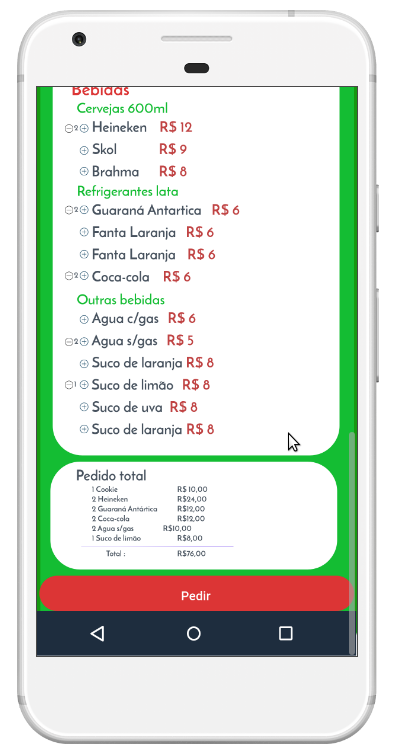 Bebidas
Cervejas 600ml
2 Heineken R$ 12
Skol R$ 9
Brahma R$ 8
Refrigerantes lata
2 Guaraná Antartica R$ 6
Fanta Laranja R$ 6
Fanta Laranja R$ 6
2 Coca-cola R$ 6
Outras bebidas
Agua c/gas R$ 6
2 Agua s/gas R$ 5
Suco de laranja R$ 8
1 Suco de limão R$ 8
Suco de uva R$ 8
Suco de laranja R$ 8
Pedido total
1 Cookie R$ 10,00
2 Heineken R$24,00
2 Guaraná Antártica R$12,00
2 Coca-cola R$12,00
2 Agua s/gas R$10,00
1 Suco de limão R$8,00
Total : R$76,00
Pedir